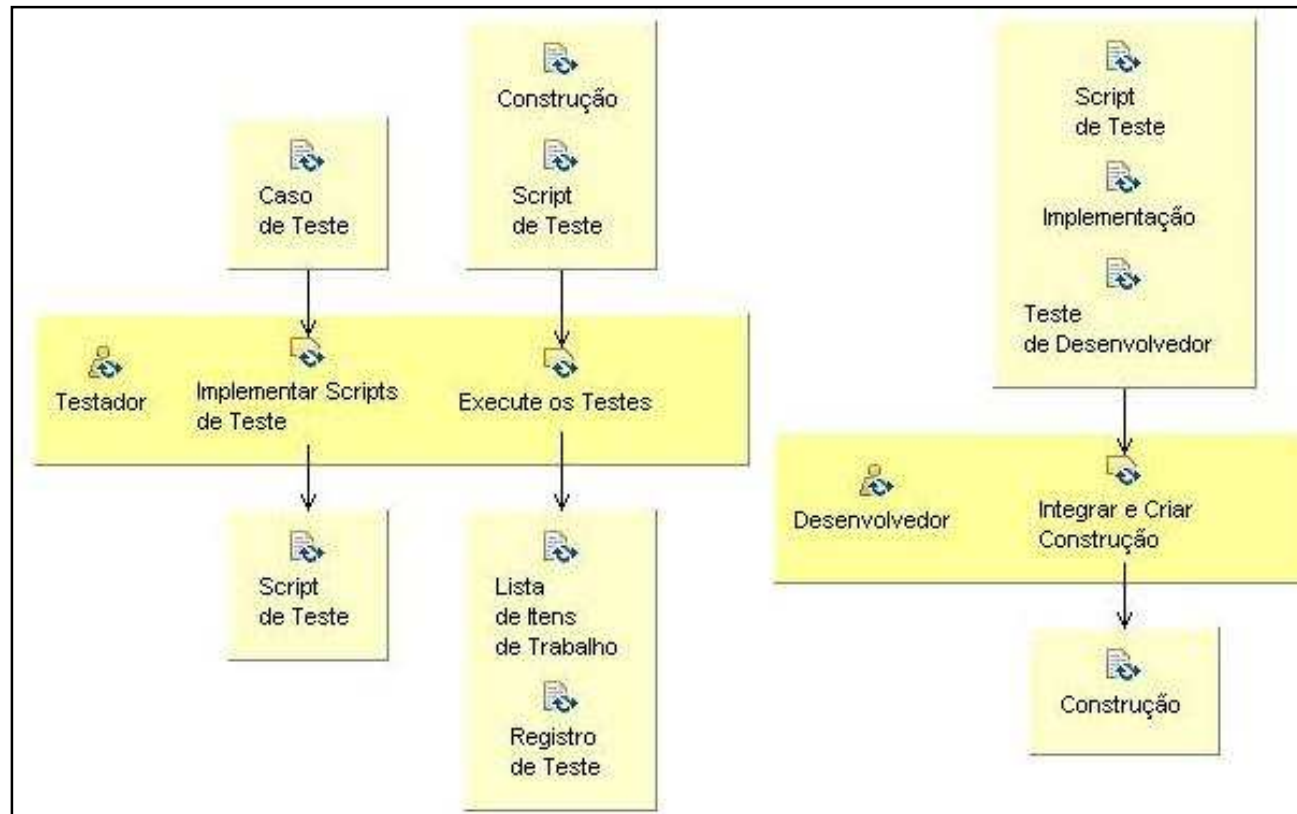 Construção
Script
de Teste
Caso
de Teste
Testador
Implementar Scripts
de Teste
Execute os Testes
Script
de Teste
Lista
de Itens
de Trabalho
Registro
de Teste
Script
de Teste
Implementação
Teste
de Desenvolvedor
Desenvolvedor
Integrar e Criar
Construção
Construção